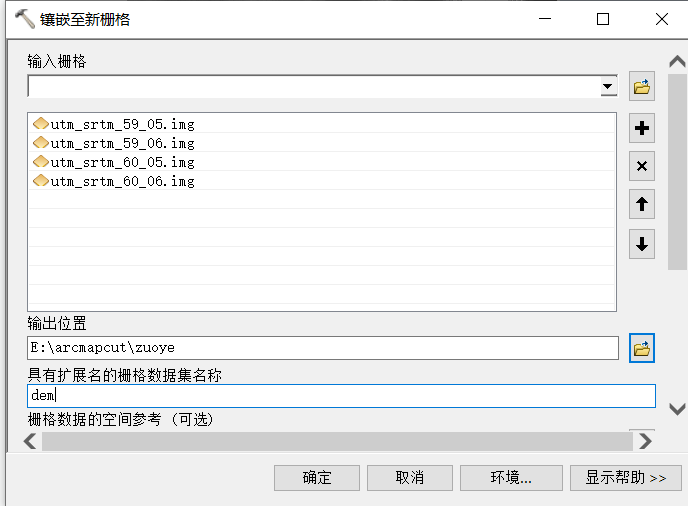 镶嵌至新栅格
输入栅格
utm_srtm_59_05.img
utm_srtm_59_06.img
utm_srtm_60_05.img
utm_srtm_60_06.img
输出位置
E:\arcmapcut\zuoye
具有扩展名的栅格数据集名称
dem
栅格数据的空间参考 (可选)
确定 取消 环境... 显示帮助 >>